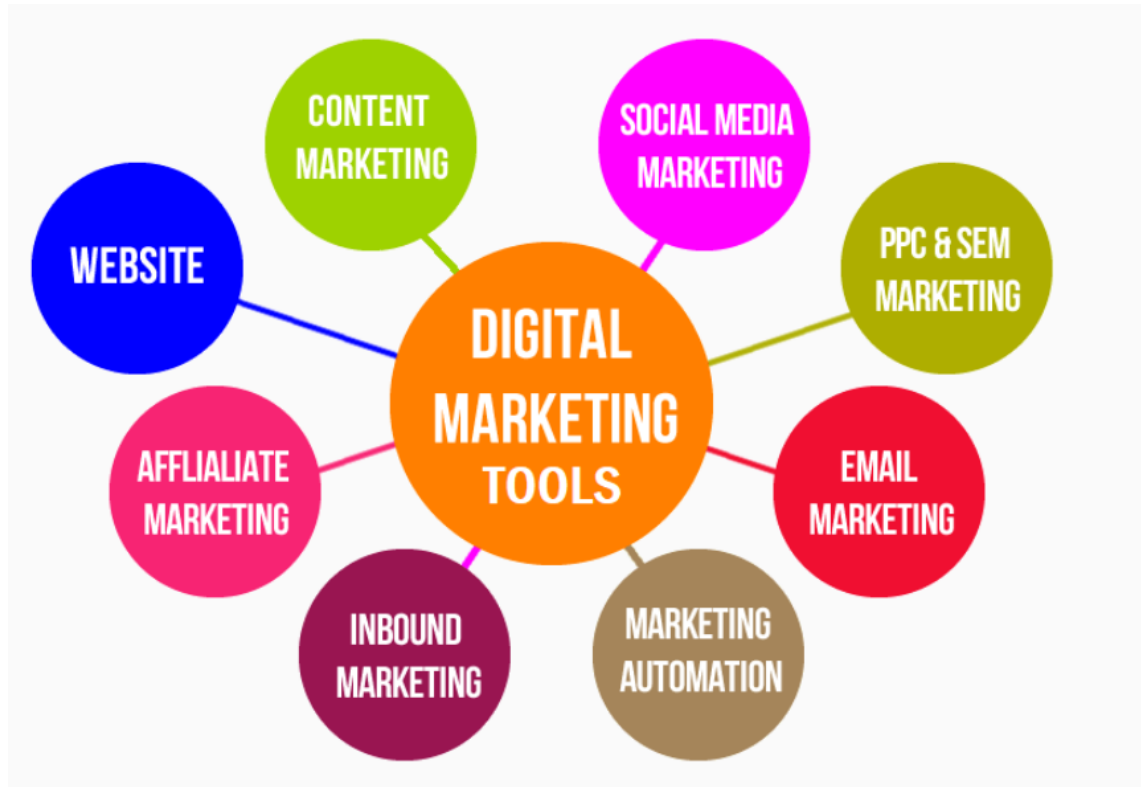 CONTENT
MARKETING
SOCIAL MEDIA
MARKETING
WEBSITE
PPC & SEM
MARKETING
DIGITAL
MARKETING
TOOLS
AFFLIALIATE
MARKETING
EMAIL
MARKETING
INBOUND
MARKETING
MARKETING
AUTOMATION